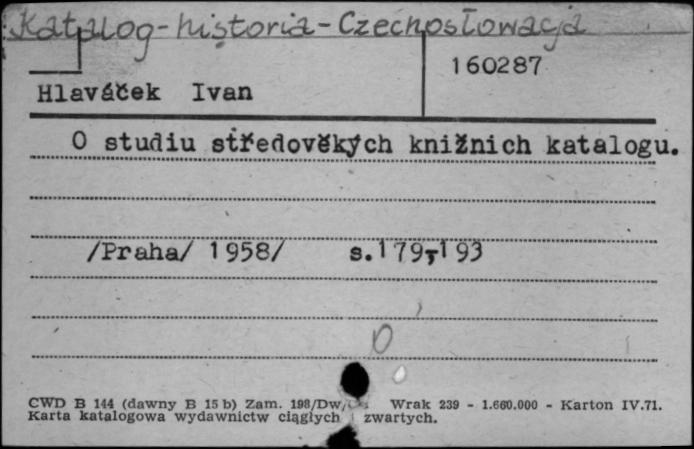 Katalog-historia-Czechosłowacja
160287
Hlaváček Ivan
O studiu středověkých knižnich katalogu.
/Praha/ 1958/ s.179-193
CWD B 144 (dawny B 15 b) Zam. 198/Dw/ Wrak 239 - 1.660.000 - Karton IV.71.
Karta katalogowa wydawnictw ciągłych i zwartych.